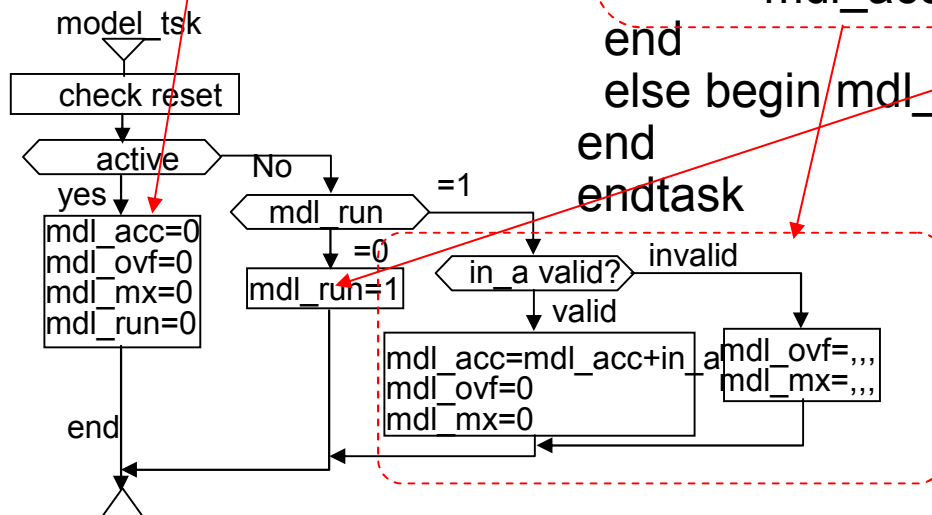 mdl_acc
end
else begin mdl_
end
endtask
model_tsk
check reset
active
No
yes
mdl_acc=0
mdl_ovf=0
mdl_mx=0
mdl_run=0
mdl_run
=1
=0
mdl_run=1
in_a valid?
invalid
valid
mdl_acc=mdl_acc+in_a
mdl_ovf=0
mdl_mx=0
mdl_ovf=,,,
mdl_mx=,,,
end